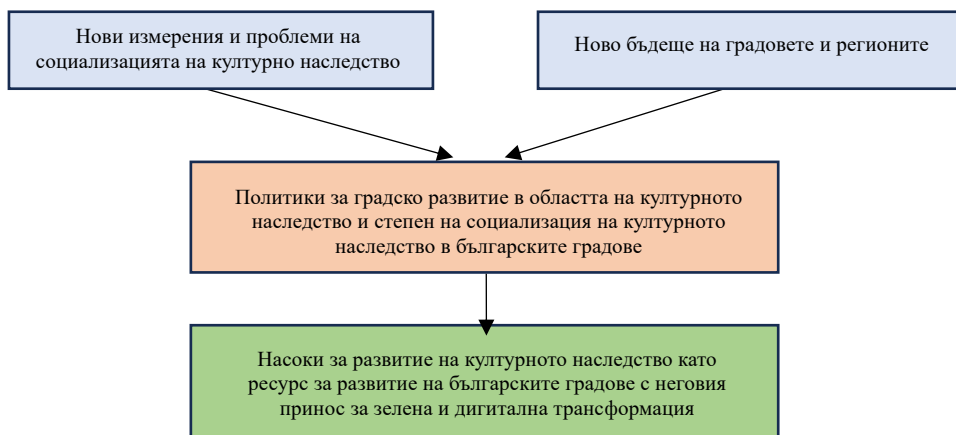 Нови измерения и проблеми на
социализацията на културно наследство
Ново бъдеще на градовете и регионите
Политики за градско развитие в областта на културното
наследство и степен на социализация на културното
наследство в българските градове
Насоки за развитие на културното наследство като
ресурс за развитие на българските градове с неговия
принос за зелена и дигитална трансформация